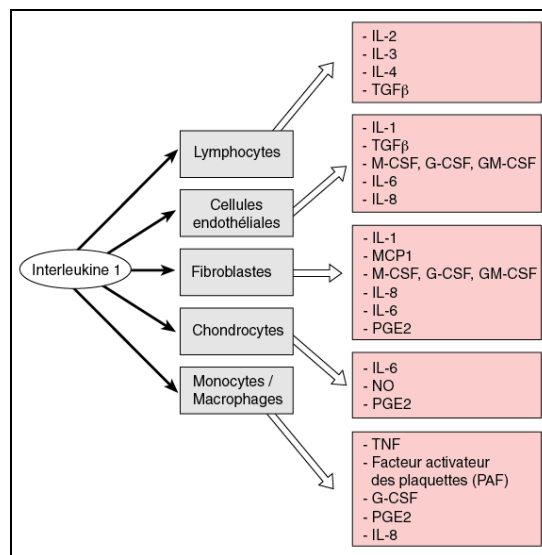 Interleukine 1
Lymphocytes
Cellules
endothéliales
Fibroblastes
Chondrocytes
Monocytes /
Macrophages
- IL-2
- IL-3
- IL-4
- TGFβ
- IL-1
- TGFβ
- M-CSF, G-CSF, GM-CSF
- IL-6
- IL-8
- IL-1
- MCP1
- M-CSF, G-CSF, GM-CSF
- IL-8
- IL-6
- PGE2
- IL-6
- NO
- PGE2
- TNF
- Facteur activateur
des plaquettes (PAF)
- G-CSF
- PGE2
- IL-8